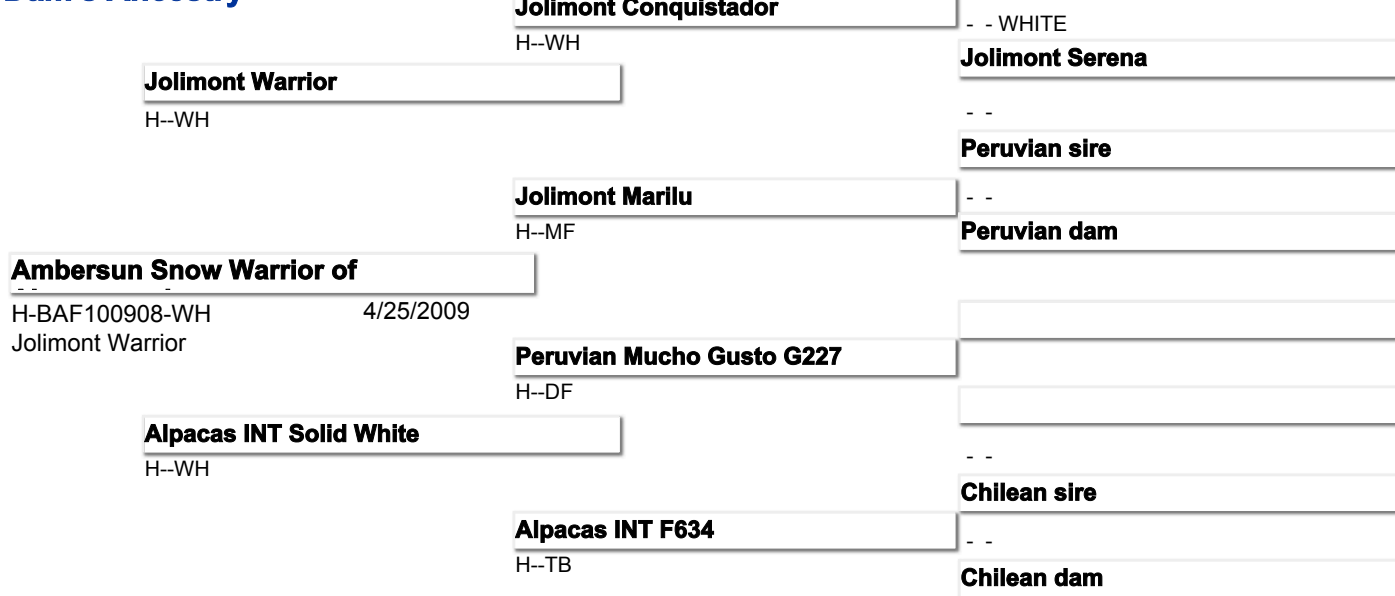 Jolimont Conquistador
- - WHITE
H--WH
Jolimont Serena
Jolimont Warrior
H--WH
- -
Peruvian sire
Jolimont Marilu
- -
H--MF
Peruvian dam
Ambersun Snow Warrior of
H-BAF100908-WH 4/25/2009
Jolimont Warrior
Peruvian Mucho Gusto G227
H--DF
Alpacas INT Solid White
- -
H--WH
Chilean sire
Alpacas INT F634
- -
H--TB
Chilean dam